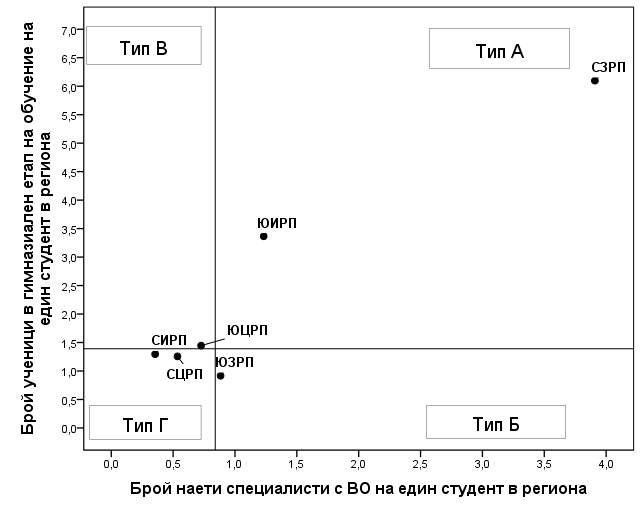 Брой ученици в гимназиален етап на обучение на
един студент в региона
7,0
6,5
6,0
5,5
5,0
4,5
4,0
3,5
3,0
2,5
2,0
1,5
1,0
0,5
0,0
Тип В
Тип А
СЗРП
ЮИРП
ЮЦРП
СИРП
СЦРП
ЮЗРП
Тип Г
Тип Б
0,0 0,5 1,0 1,5 2,0 2,5 3,0 3,5 4,0
Брой наети специалисти с ВО на един студент в региона